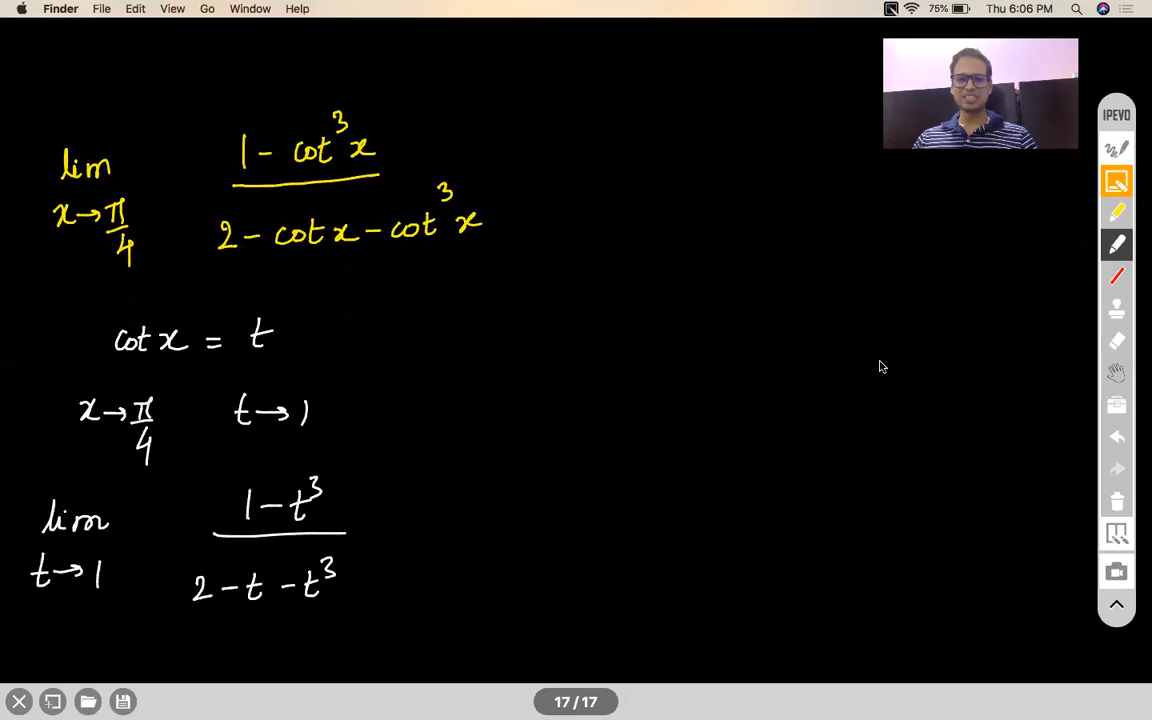 Finder File Edit View Go Window Help 75% Thu 6:06 PM
IPEVO
lim 1 - cot³x
x→π/4 2 - cot x - cot³x
cot x = t
x→π/4 t→1
lim 1 - t³
t→1 2 - t - t³
17/17